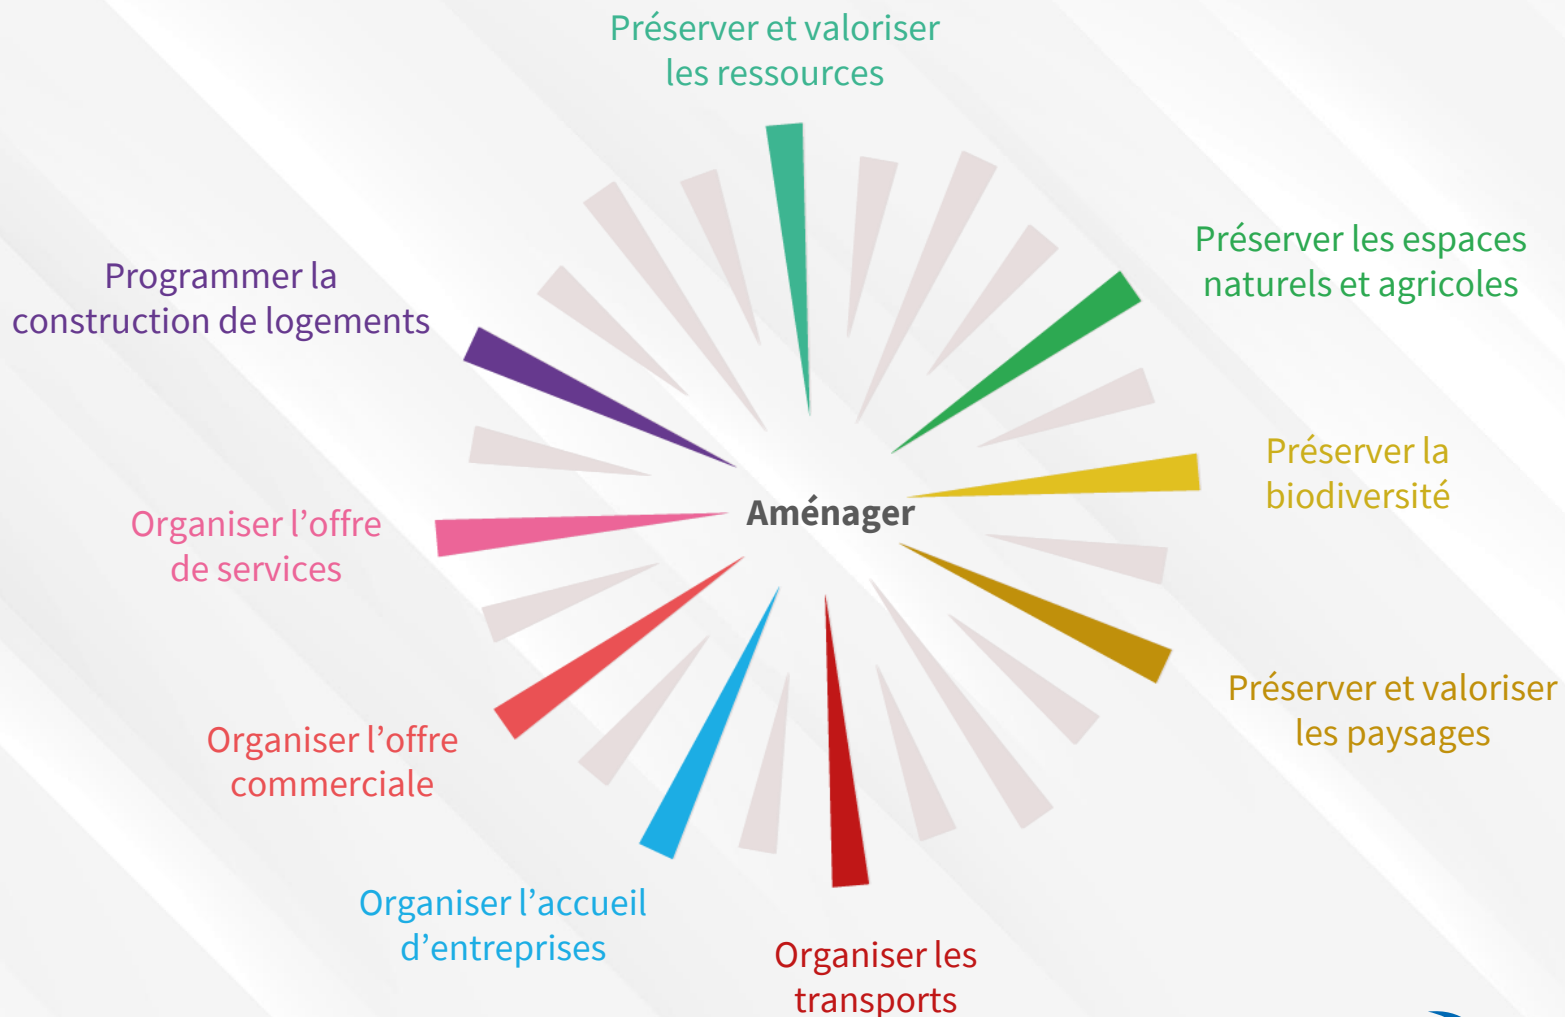 Préserver et valoriser
les ressources
Préserver les espaces
naturels et agricoles
Programmer la
construction de logements
Préserver la
biodiversité
Aménager
Organiser l’offre
de services
Préserver et valoriser
les paysages
Organiser l’offre
commerciale
Organiser l’accueil
d’entreprises
Organiser les
transports